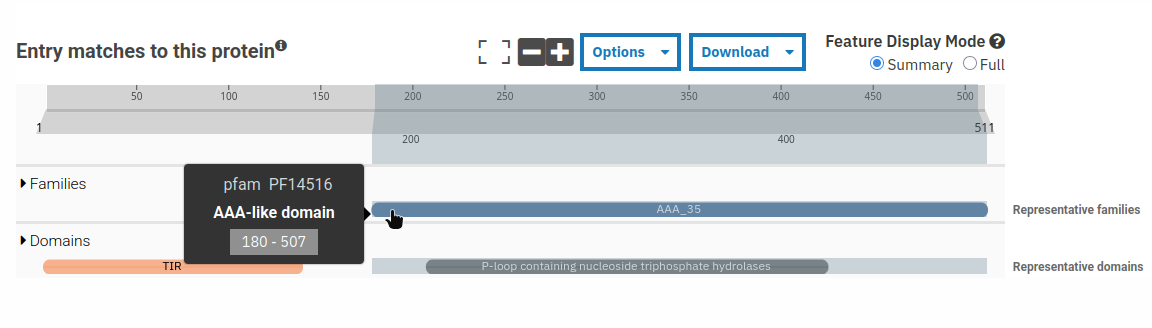 Entry matches to this protein
Options
Download
Feature Display Mode
Summary
Full
50 100 150 200 250 300 350 400 450 500
1 511
200 400
Families
pfam PF14516
AAA-like domain
180 - 507
AAA_35
Representative families
Domains
TIR
P-loop containing nucleoside triphosphate hydrolases
Representative domains